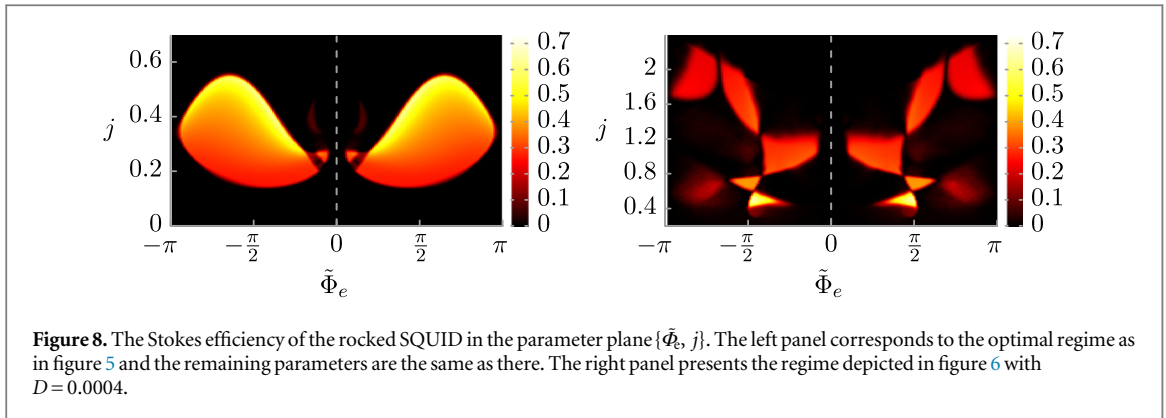 0.6
0.4
j
0.2
0
−π
−π/2
0
π/2
π
Φ̃e
0.7
0.6
0.5
0.4
0.3
0.2
0.1
0
2
1.6
j
1.2
0.8
0.4
−π
−π/2
0
π/2
π
Φ̃e
0.7
0.6
0.5
0.4
0.3
0.2
0.1
0
Figure 8. The Stokes efficiency of the rocked SQUID in the parameter plane {Φ̃e, j}. The left panel corresponds to the optimal regime as
in figure 5 and the remaining parameters are the same as there. The right panel presents the regime depicted in figure 6 with
D = 0.0004.